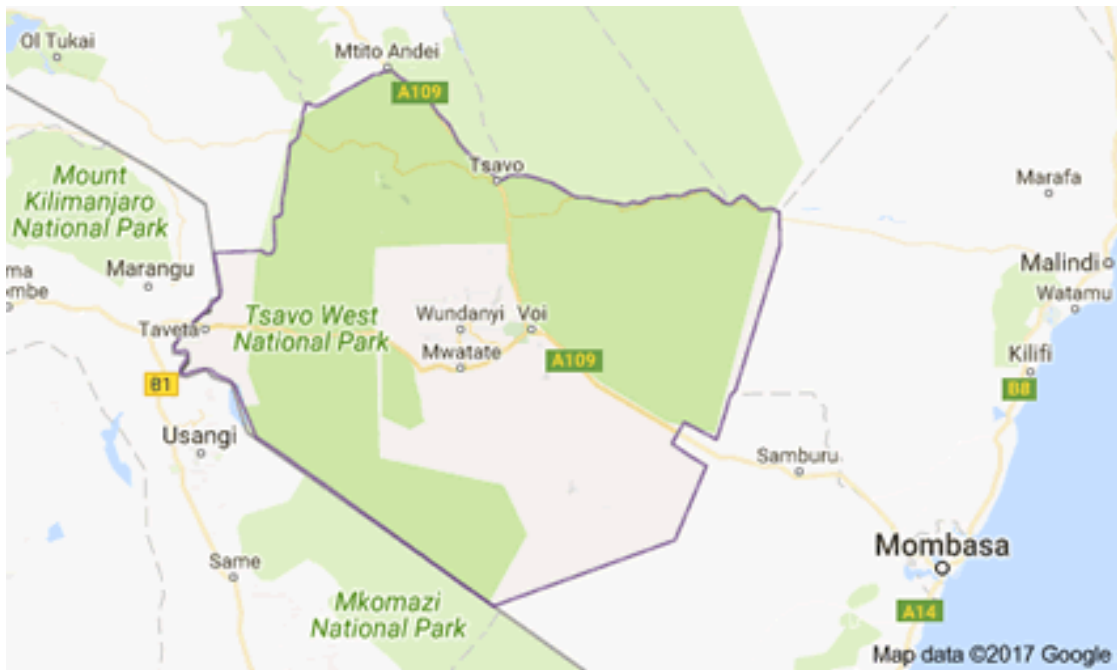 Ol Tukai
Mtito Andei
A109
Tsavo
Mount
Kilimanjaro
National Park
Marafa
Marangu
Malindi
ma
ombe
Watamu
Tsavo West
National Park
Wundanyi
Voi
Taveta
Mwatate
A109
Kilifi
B1
B8
Usangi
Samburu
Mombasa
Same
Mkomazi
National Park
A14
Map data ©2017 Google